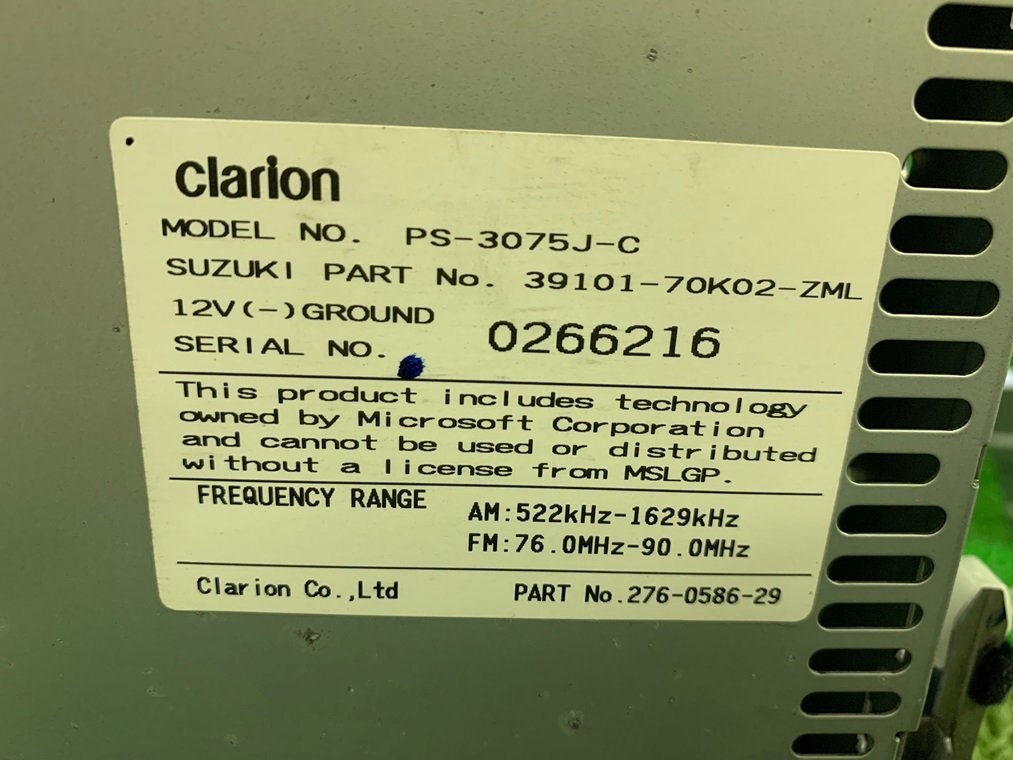 clarion
MODEL NO. PS-3075J-C
SUZUKI PART No. 39101-70K02-ZML
12V(-)GROUND
SERIAL NO. 0266216
This product includes technology
owned by Microsoft Corporation
and cannot be used or distributed
without a license from MSLGP.
FREQUENCY RANGE
AM:522kHz-1629kHz
FM:76.0MHz-90.0MHz
Clarion Co.,Ltd PART No.276-0586-29